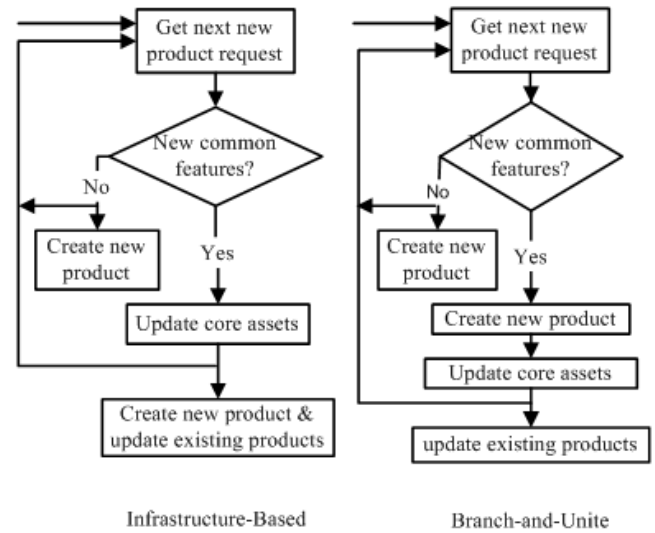 Get next new
product request
New common
features?
No
Create new
product
Yes
Update core assets
Create new product &
update existing products
Infrastructure-Based
Get next new
product request
New common
features?
No
Create new
product
Yes
Create new product
Update core assets
update existing products
Branch-and-Unite